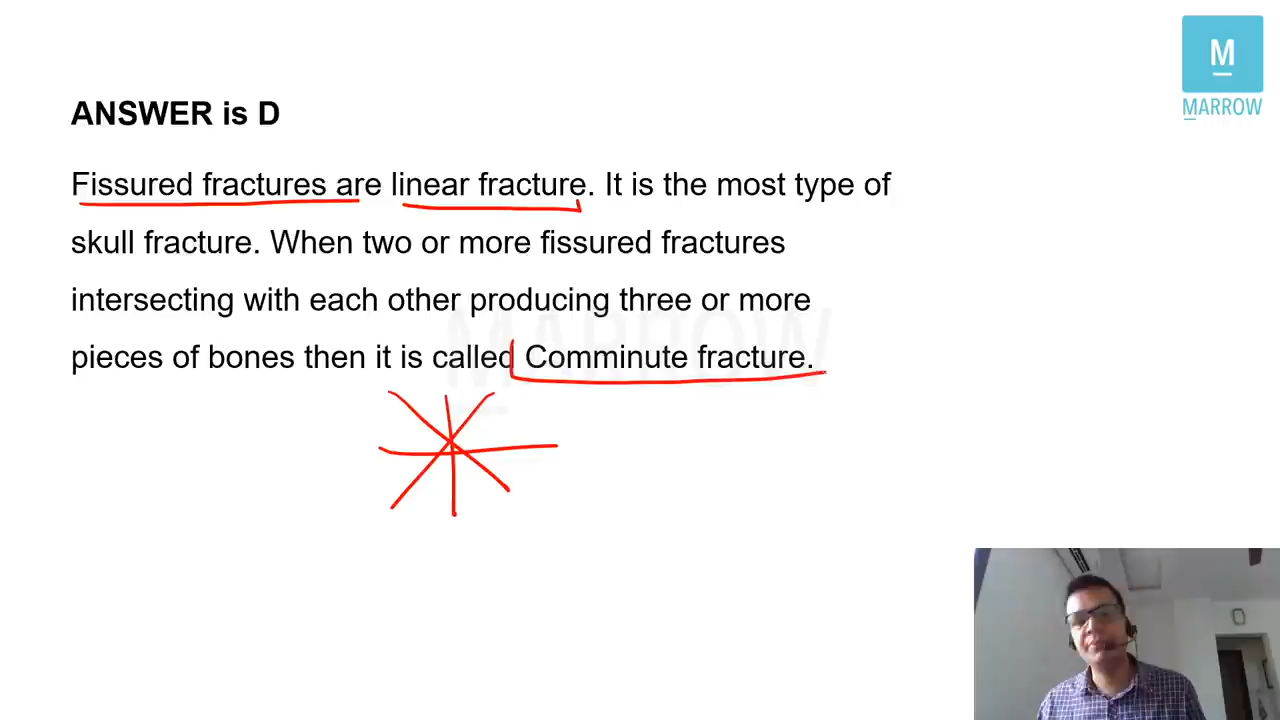 M
MARROW
ANSWER is D
Fissured fractures are linear fracture. It is the most type of
skull fracture. When two or more fissured fractures
intersecting with each other producing three or more
pieces of bones then it is called Comminute fracture.
MARROW